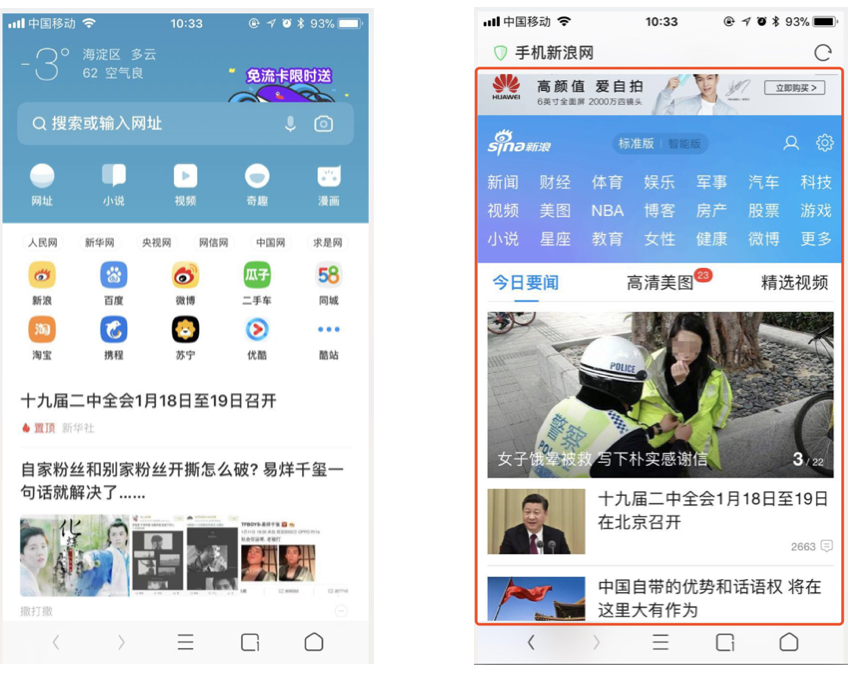 中国移动
10:33
93%
-3°
海淀区 多云
62 空气良
免流卡限时送
搜索或输入网址
网址 小说 视频 奇趣 漫画
人民网 新华网 央视网 网信网 中国网 求是网
瓜子 58
新浪 百度 微博 二手车 同城
淘
淘宝 携程 苏宁 优酷 酷站
十九届二中全会1月18日至19日召开
置顶 新华社
自家粉丝和别家粉丝开撕怎么破? 易烊千玺一
句话就解决了......
撒打撒
中国移动
10:33
93%
手机新浪网
HUAWEI
高颜值 爱自拍
6英寸全面屏 2000万四镜头
立即购买 >
sina新浪
标准版 智能版
新闻 财经 体育 娱乐 军事 汽车 科技
视频 美图 NBA 博客 房产 股票 游戏
小说 星座 教育 女性 健康 微博 更多
今日要闻 高清美图 23 精选视频
POLICE
警察
女子饿晕被救 写下朴实感谢信
3 / 22
十九届二中全会1月18日至19日
在北京召开
2663
中国自带的优势和话语权 将在
这里大有作为